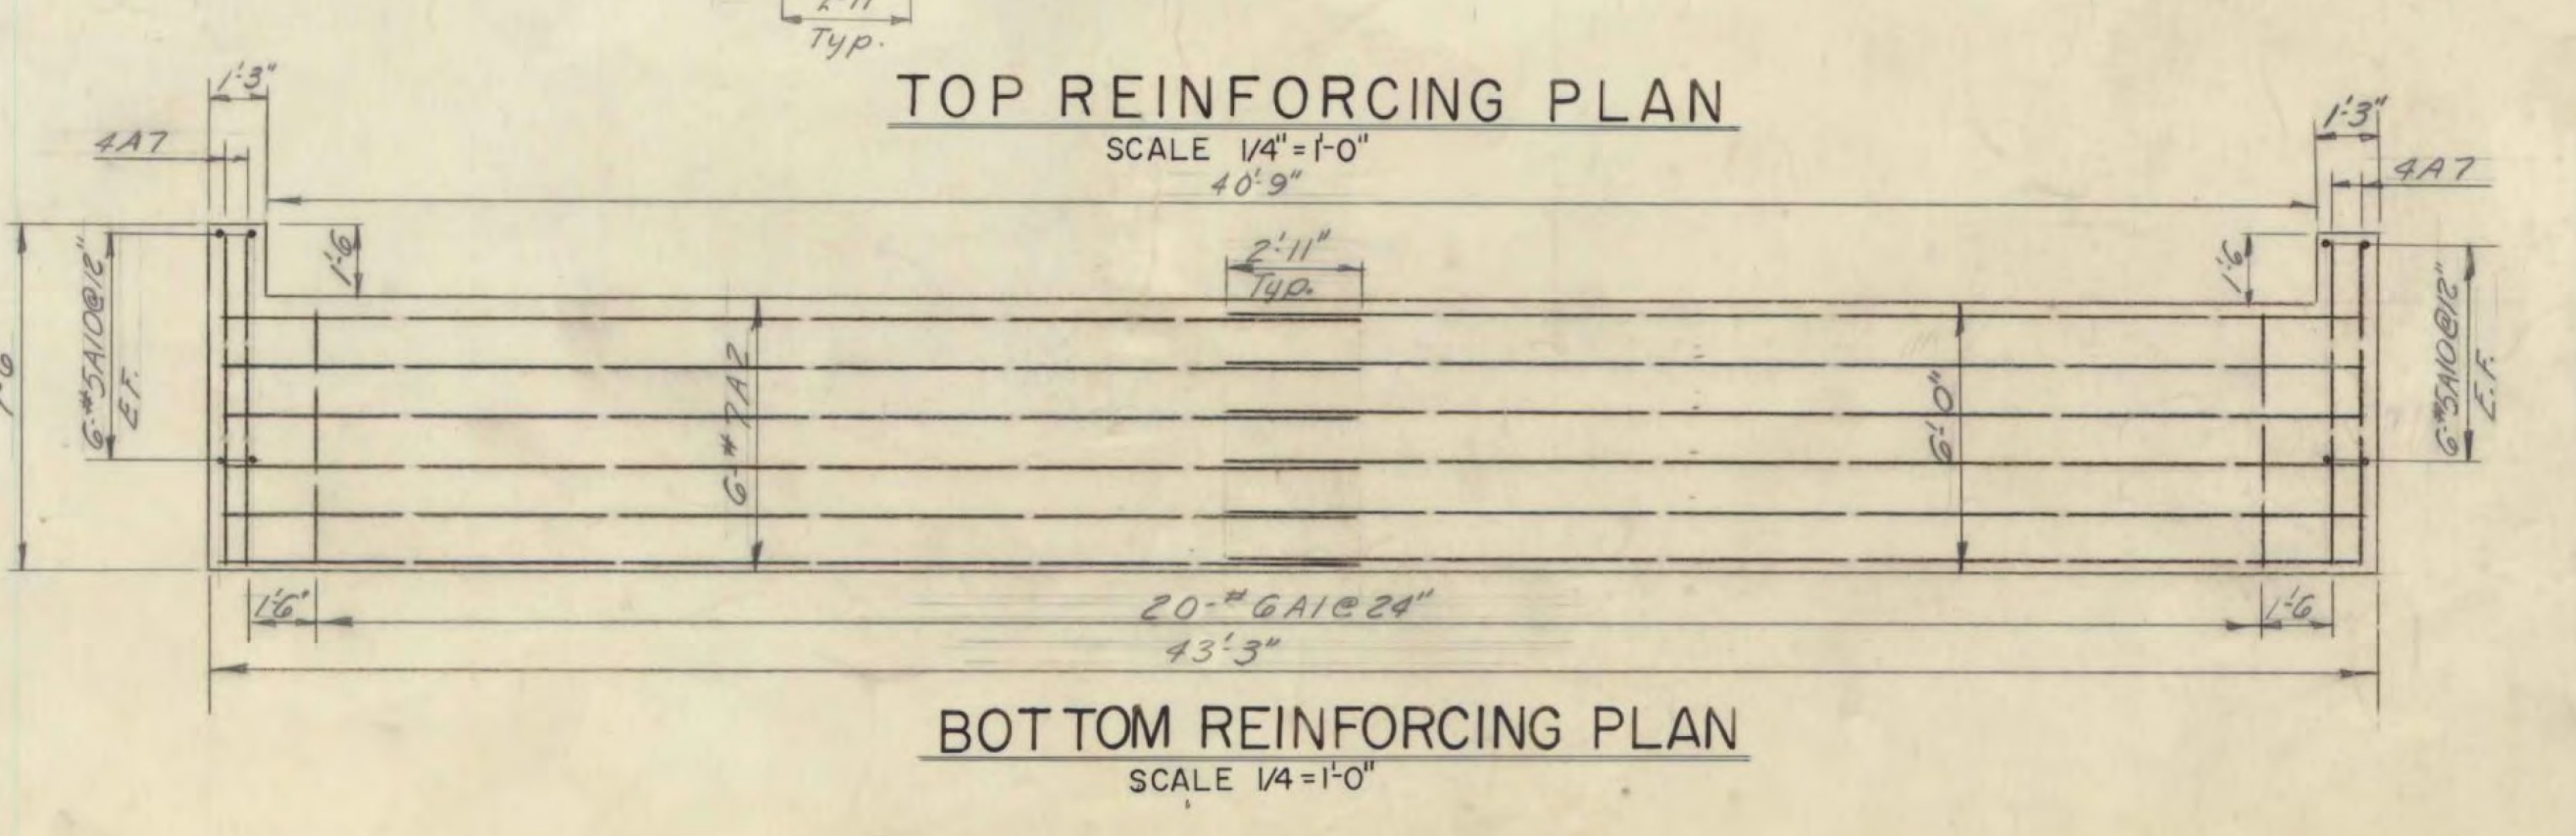 2'-11"
Typ.
TOP REINFORCING PLAN
SCALE 1/4"=1'-0"
1'-3"
1'-3"
4A7
4A7
40'-9"
6-#5A10@12"
E.F.
1'-6
2'-11"
Typ.
1'-6
6-#5A10@12"
E.F.
6-#7A2
6'-0"
1'-6"
20-#6A1@24"
1'-6
43'-3"
BOTTOM REINFORCING PLAN
SCALE 1/4=1'-0"